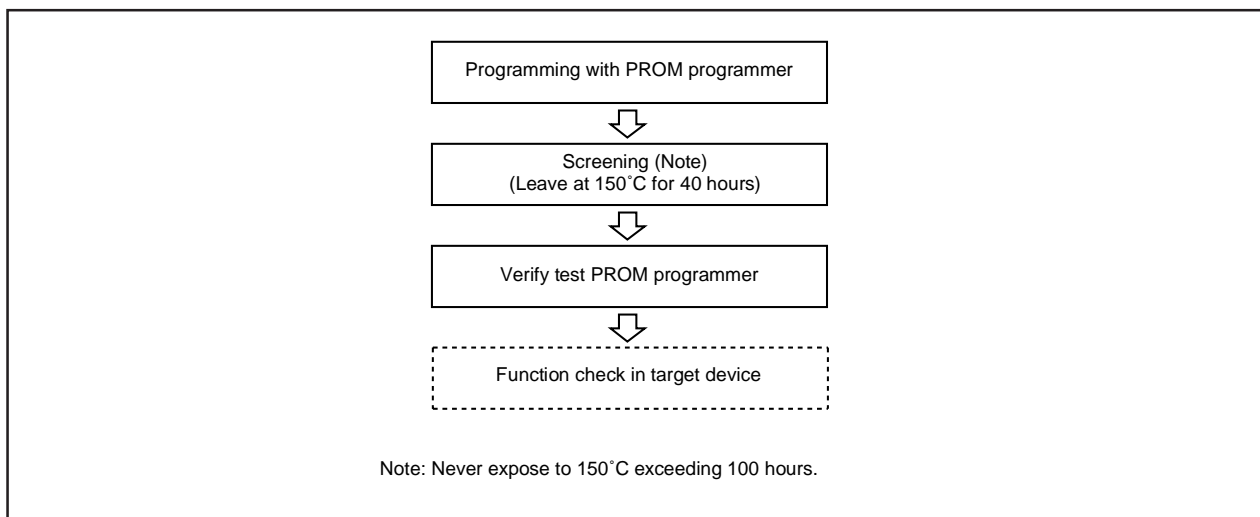 Programming with PROM programmer
Screening (Note)
(Leave at 150˚C for 40 hours)
Verify test PROM programmer
Function check in target device
Note: Never expose to 150˚C exceeding 100 hours.